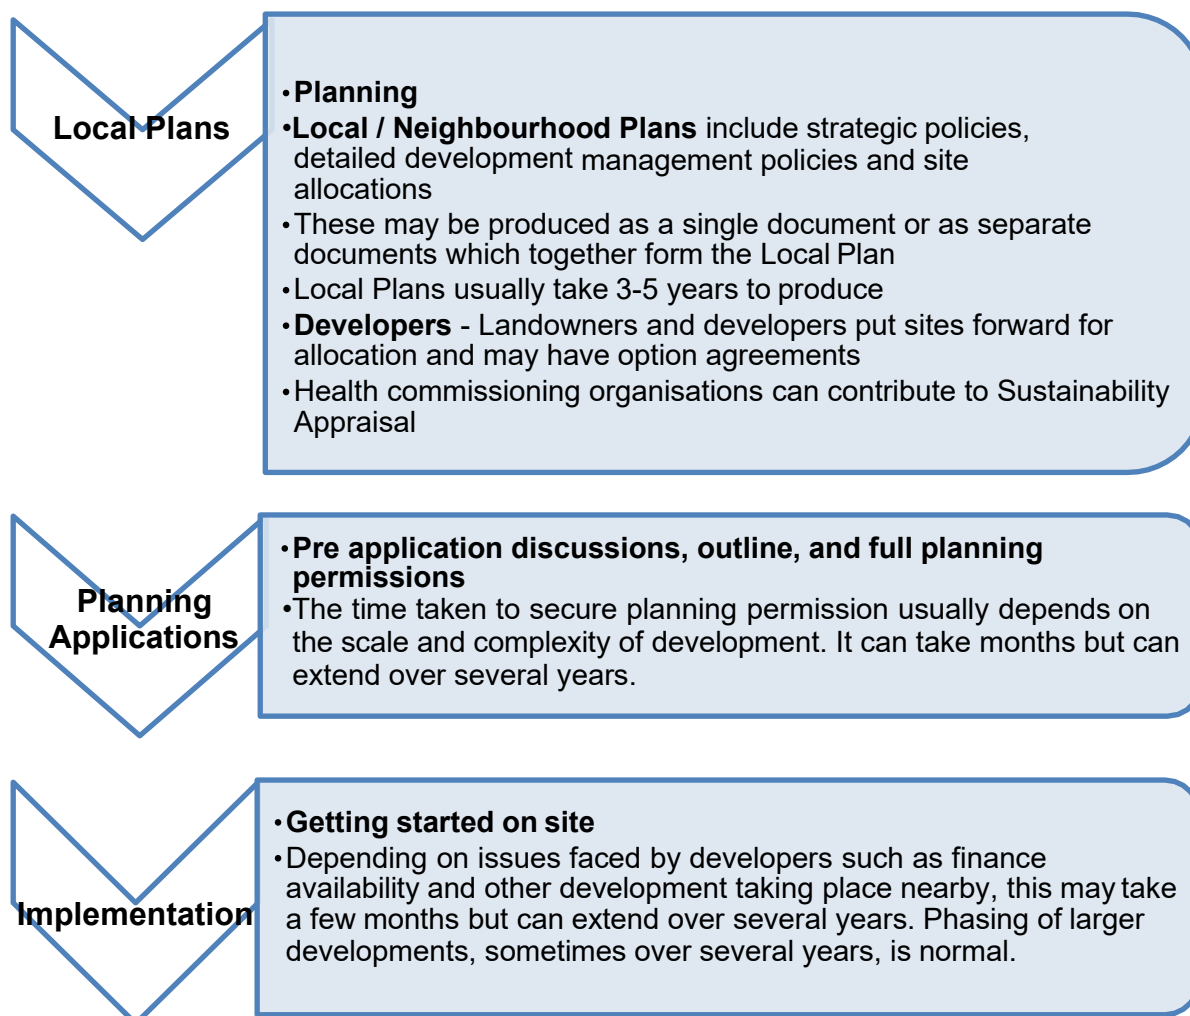 Local Plans
•Planning
•Local / Neighbourhood Plans include strategic policies,
detailed development management policies and site
allocations
•These may be produced as a single document or as separate
documents which together form the Local Plan
•Local Plans usually take 3-5 years to produce
•Developers - Landowners and developers put sites forward for
allocation and may have option agreements
•Health commissioning organisations can contribute to Sustainability
Appraisal
Planning
Applications
•Pre application discussions, outline, and full planning
permissions
•The time taken to secure planning permission usually depends on
the scale and complexity of development. It can take months but can
extend over several years.
Implementation
•Getting started on site
•Depending on issues faced by developers such as finance
availability and other development taking place nearby, this may take
a few months but can extend over several years. Phasing of larger
developments, sometimes over several years, is normal.